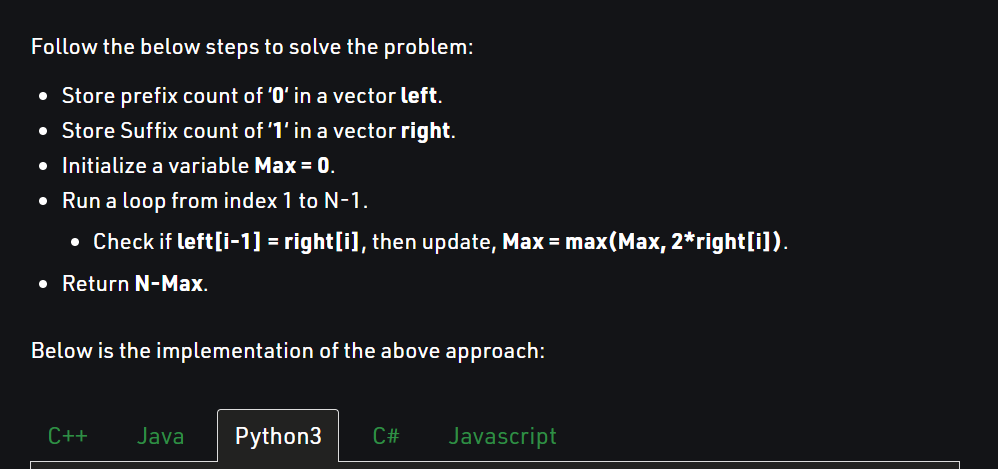 Follow the below steps to solve the problem:
• Store prefix count of ‘0‘ in a vector left.
• Store Suffix count of ‘1‘ in a vector right.
• Initialize a variable Max = 0.
• Run a loop from index 1 to N-1.
• Check if left[i-1] = right[i], then update, Max = max(Max, 2*right[i]).
• Return N-Max.
Below is the implementation of the above approach:
C++ Java Python3 C# Javascript